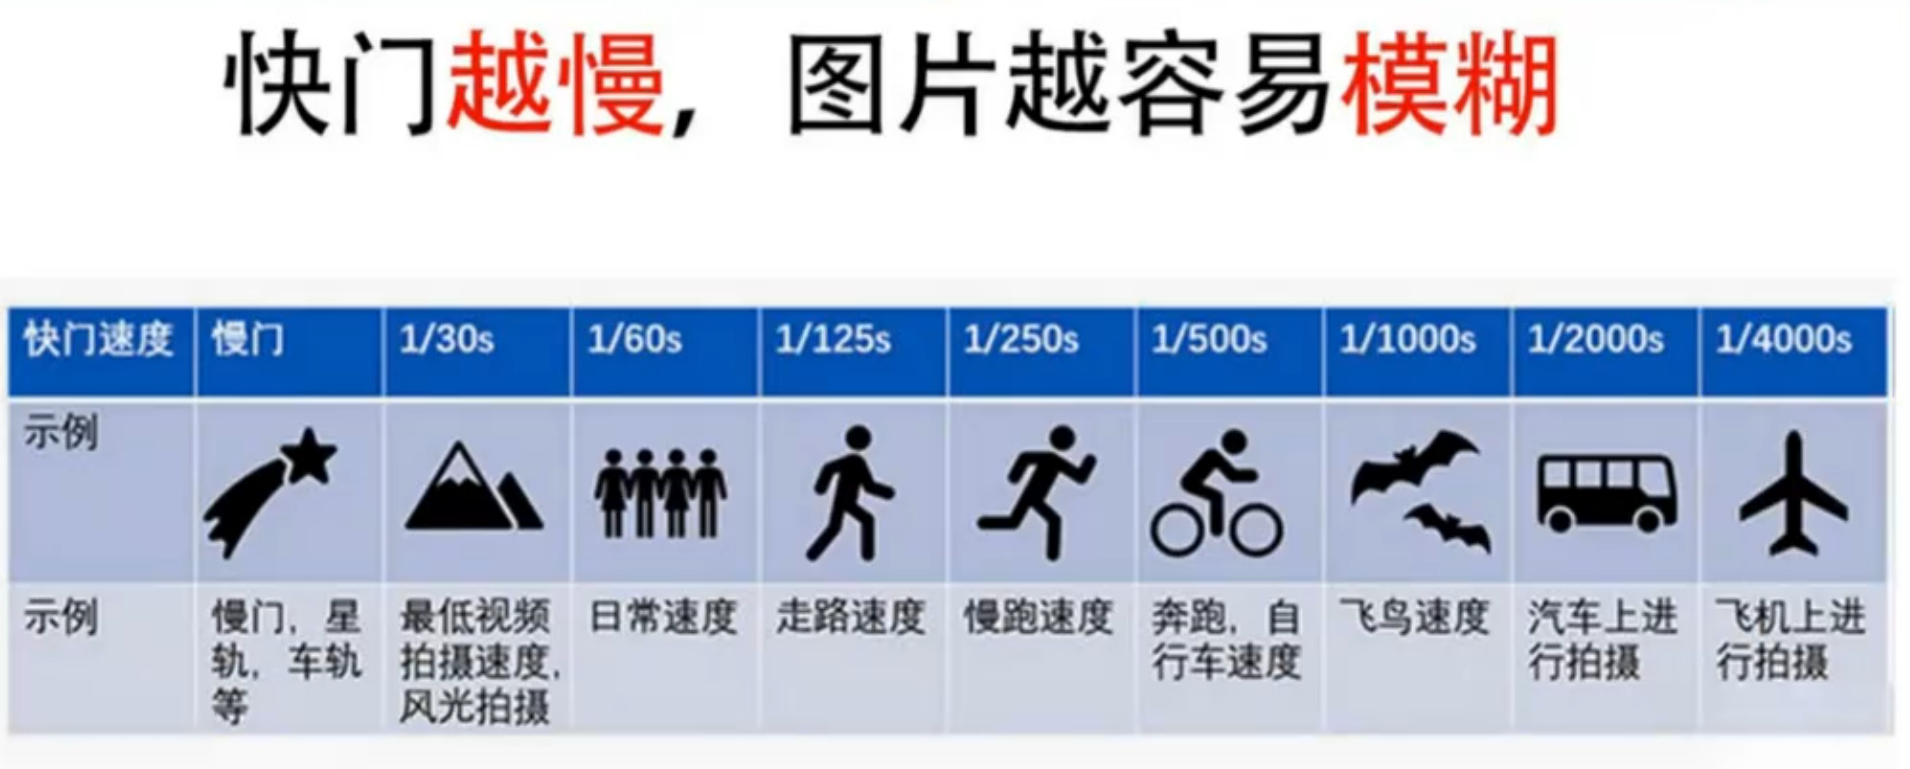 快门越慢，图片越容易模糊
快门速度 慢门 1/30s 1/60s 1/125s 1/250s 1/500s 1/1000s 1/2000s 1/4000s
示例
示例 慢门，星 最低视频 日常速度 走路速度 慢跑速度 奔跑，自 飞鸟速度 汽车上进 飞机上进
轨，车轨 拍摄速度， 行车速度 行拍摄 行拍摄
等 风光拍摄